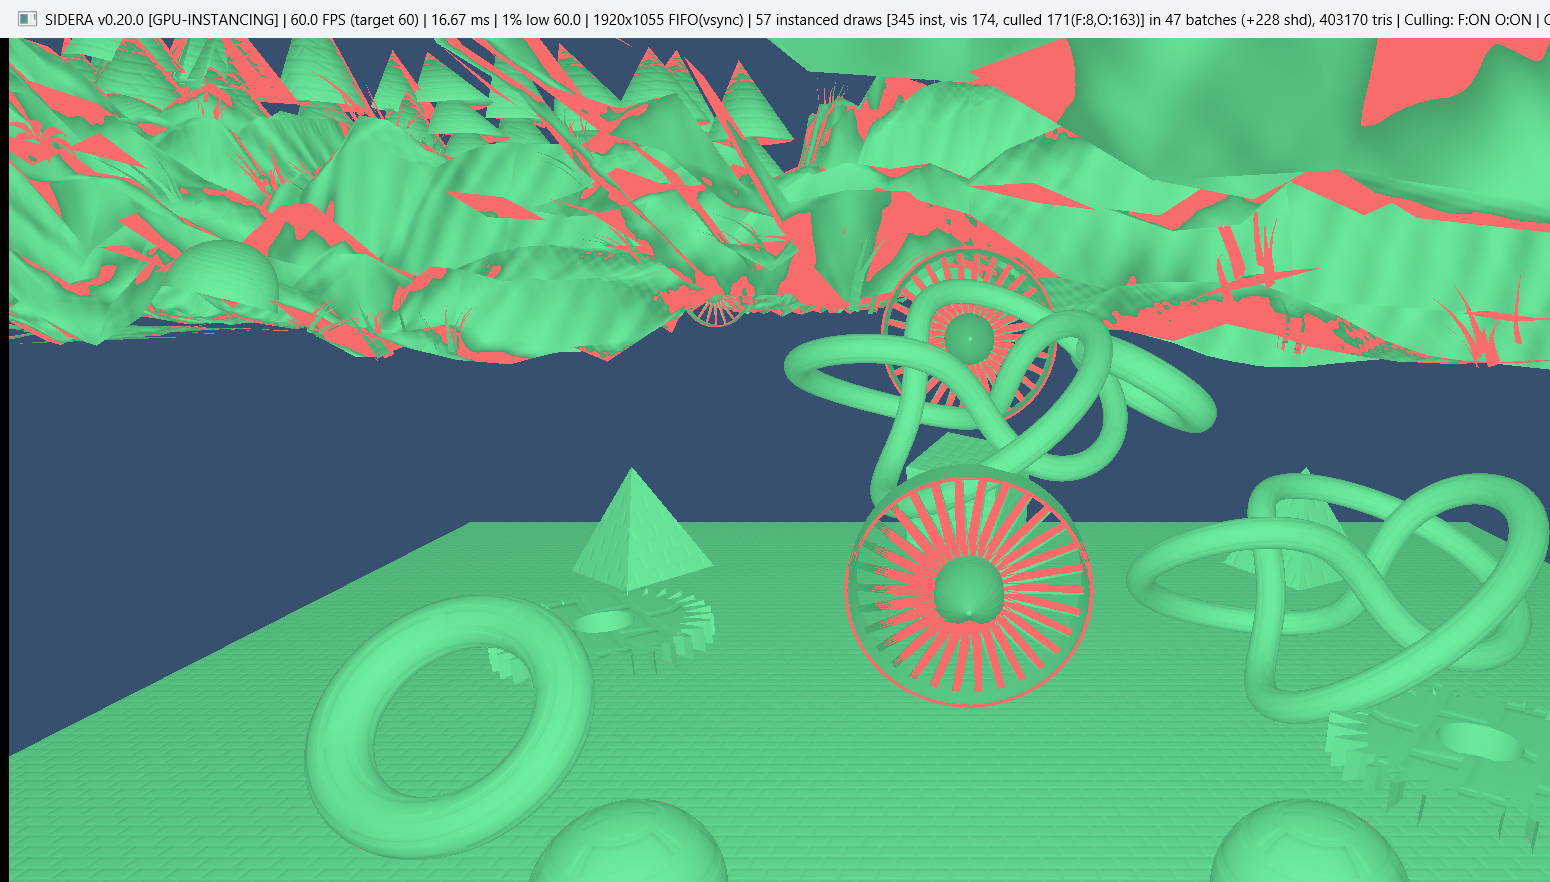 SIDERA v0.20.0 [GPU-INSTANCING] | 60.0 FPS (target 60) | 16.67 ms | 1% low 60.0 | 1920x1055 FIFO(vsync) | 57 instanced draws [345 inst, vis 174, culled 171(F:8,O:163)] in 47 batches (+228 shd), 403170 tris | Culling: F:ON O:ON |